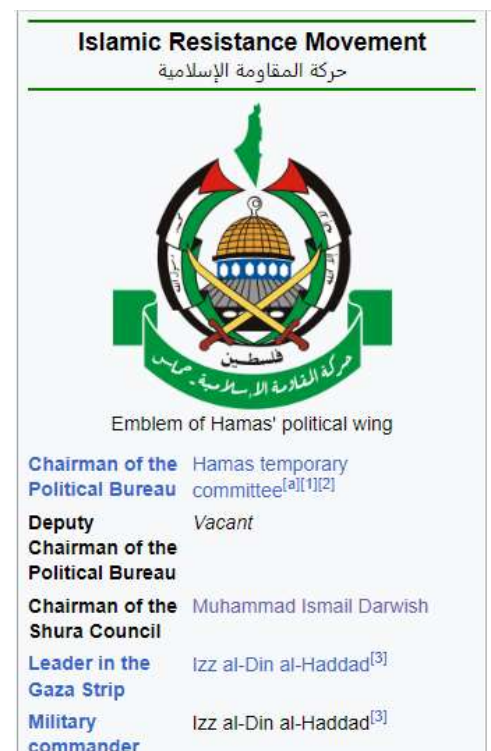 Islamic Resistance Movement
حركة المقاومة الإسلامية
فلسطين
حركة المقاومة الإسلامية - حماس
Emblem of Hamas' political wing
Chairman of the Political Bureau
Hamas temporary committee[a][1][2]
Deputy Chairman of the Political Bureau
Vacant
Chairman of the Shura Council
Muhammad Ismail Darwish
Leader in the Gaza Strip
Izz al-Din al-Haddad[3]
Military commander
Izz al-Din al-Haddad[3]